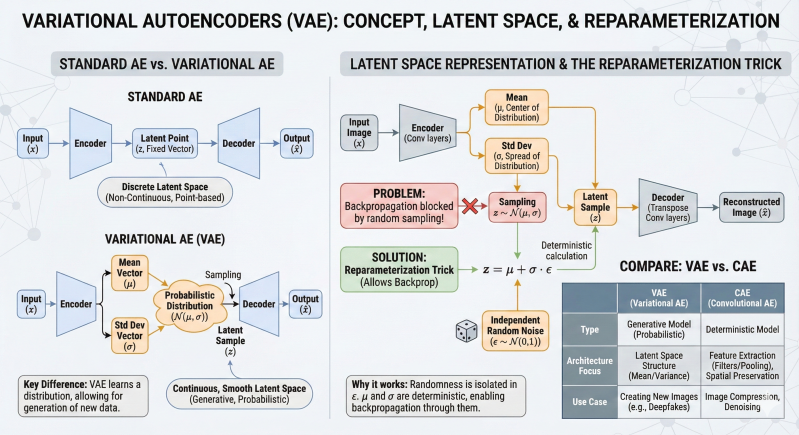 VARIATIONAL AUTOENCODERS (VAE): CONCEPT, LATENT SPACE, & REPARAMETERIZATION
STANDARD AE vs. VARIATIONAL AE
STANDARD AE
Input
(x)
Encoder
Latent Point
(z, Fixed Vector)
Decoder
Output
(x̂)
Discrete Latent Space
(Non-Continuous, Point-based)
VARIATIONAL AE (VAE)
Input
(x)
Encoder
Mean
Vector
(μ)
Std Dev
Vector
(σ)
Probabilistic
Distribution
(𝒩(μ, σ))
Sampling
Latent
Sample
(z)
Decoder
Output
(x̂)
Key Difference: VAE learns a
distribution, allowing for
generation of new data.
Continuous, Smooth Latent Space
(Generative, Probabilistic)
LATENT SPACE REPRESENTATION & THE REPARAMETERIZATION TRICK
Input
Image
(x)
Encoder
(Conv layers)
Mean
(μ, Center of
Distribution)
Std Dev
(σ, Spread of
Distribution)
PROBLEM:
Backpropagation blocked
by random sampling!
Sampling
z ∼ 𝒩(μ, σ)
Latent
Sample
(z)
Decoder
(Transpose
Conv layers)
Reconstructed
Image (x̂)
SOLUTION:
Reparameterization Trick
(Allows Backprop)
z = μ + σ · ϵ
Deterministic
calculation
Independent
Random Noise
(ϵ ∼ 𝒩(0,1))
Why it works: Randomness is isolated in
ϵ. μ and σ are deterministic, enabling
backpropagation through them.
COMPARE: VAE vs. CAE
VAE
(Variational AE)
CAE
(Convolutional AE)
Type
Generative Model
(Probabilistic)
Deterministic Model
Architecture
Focus
Latent Space
Structure
(Mean/Variance)
Feature Extraction
(Filters/Pooling),
Spatial Preservation
Use Case
Creating New Images
(e.g., Deepfakes)
Image Compression,
Denoising